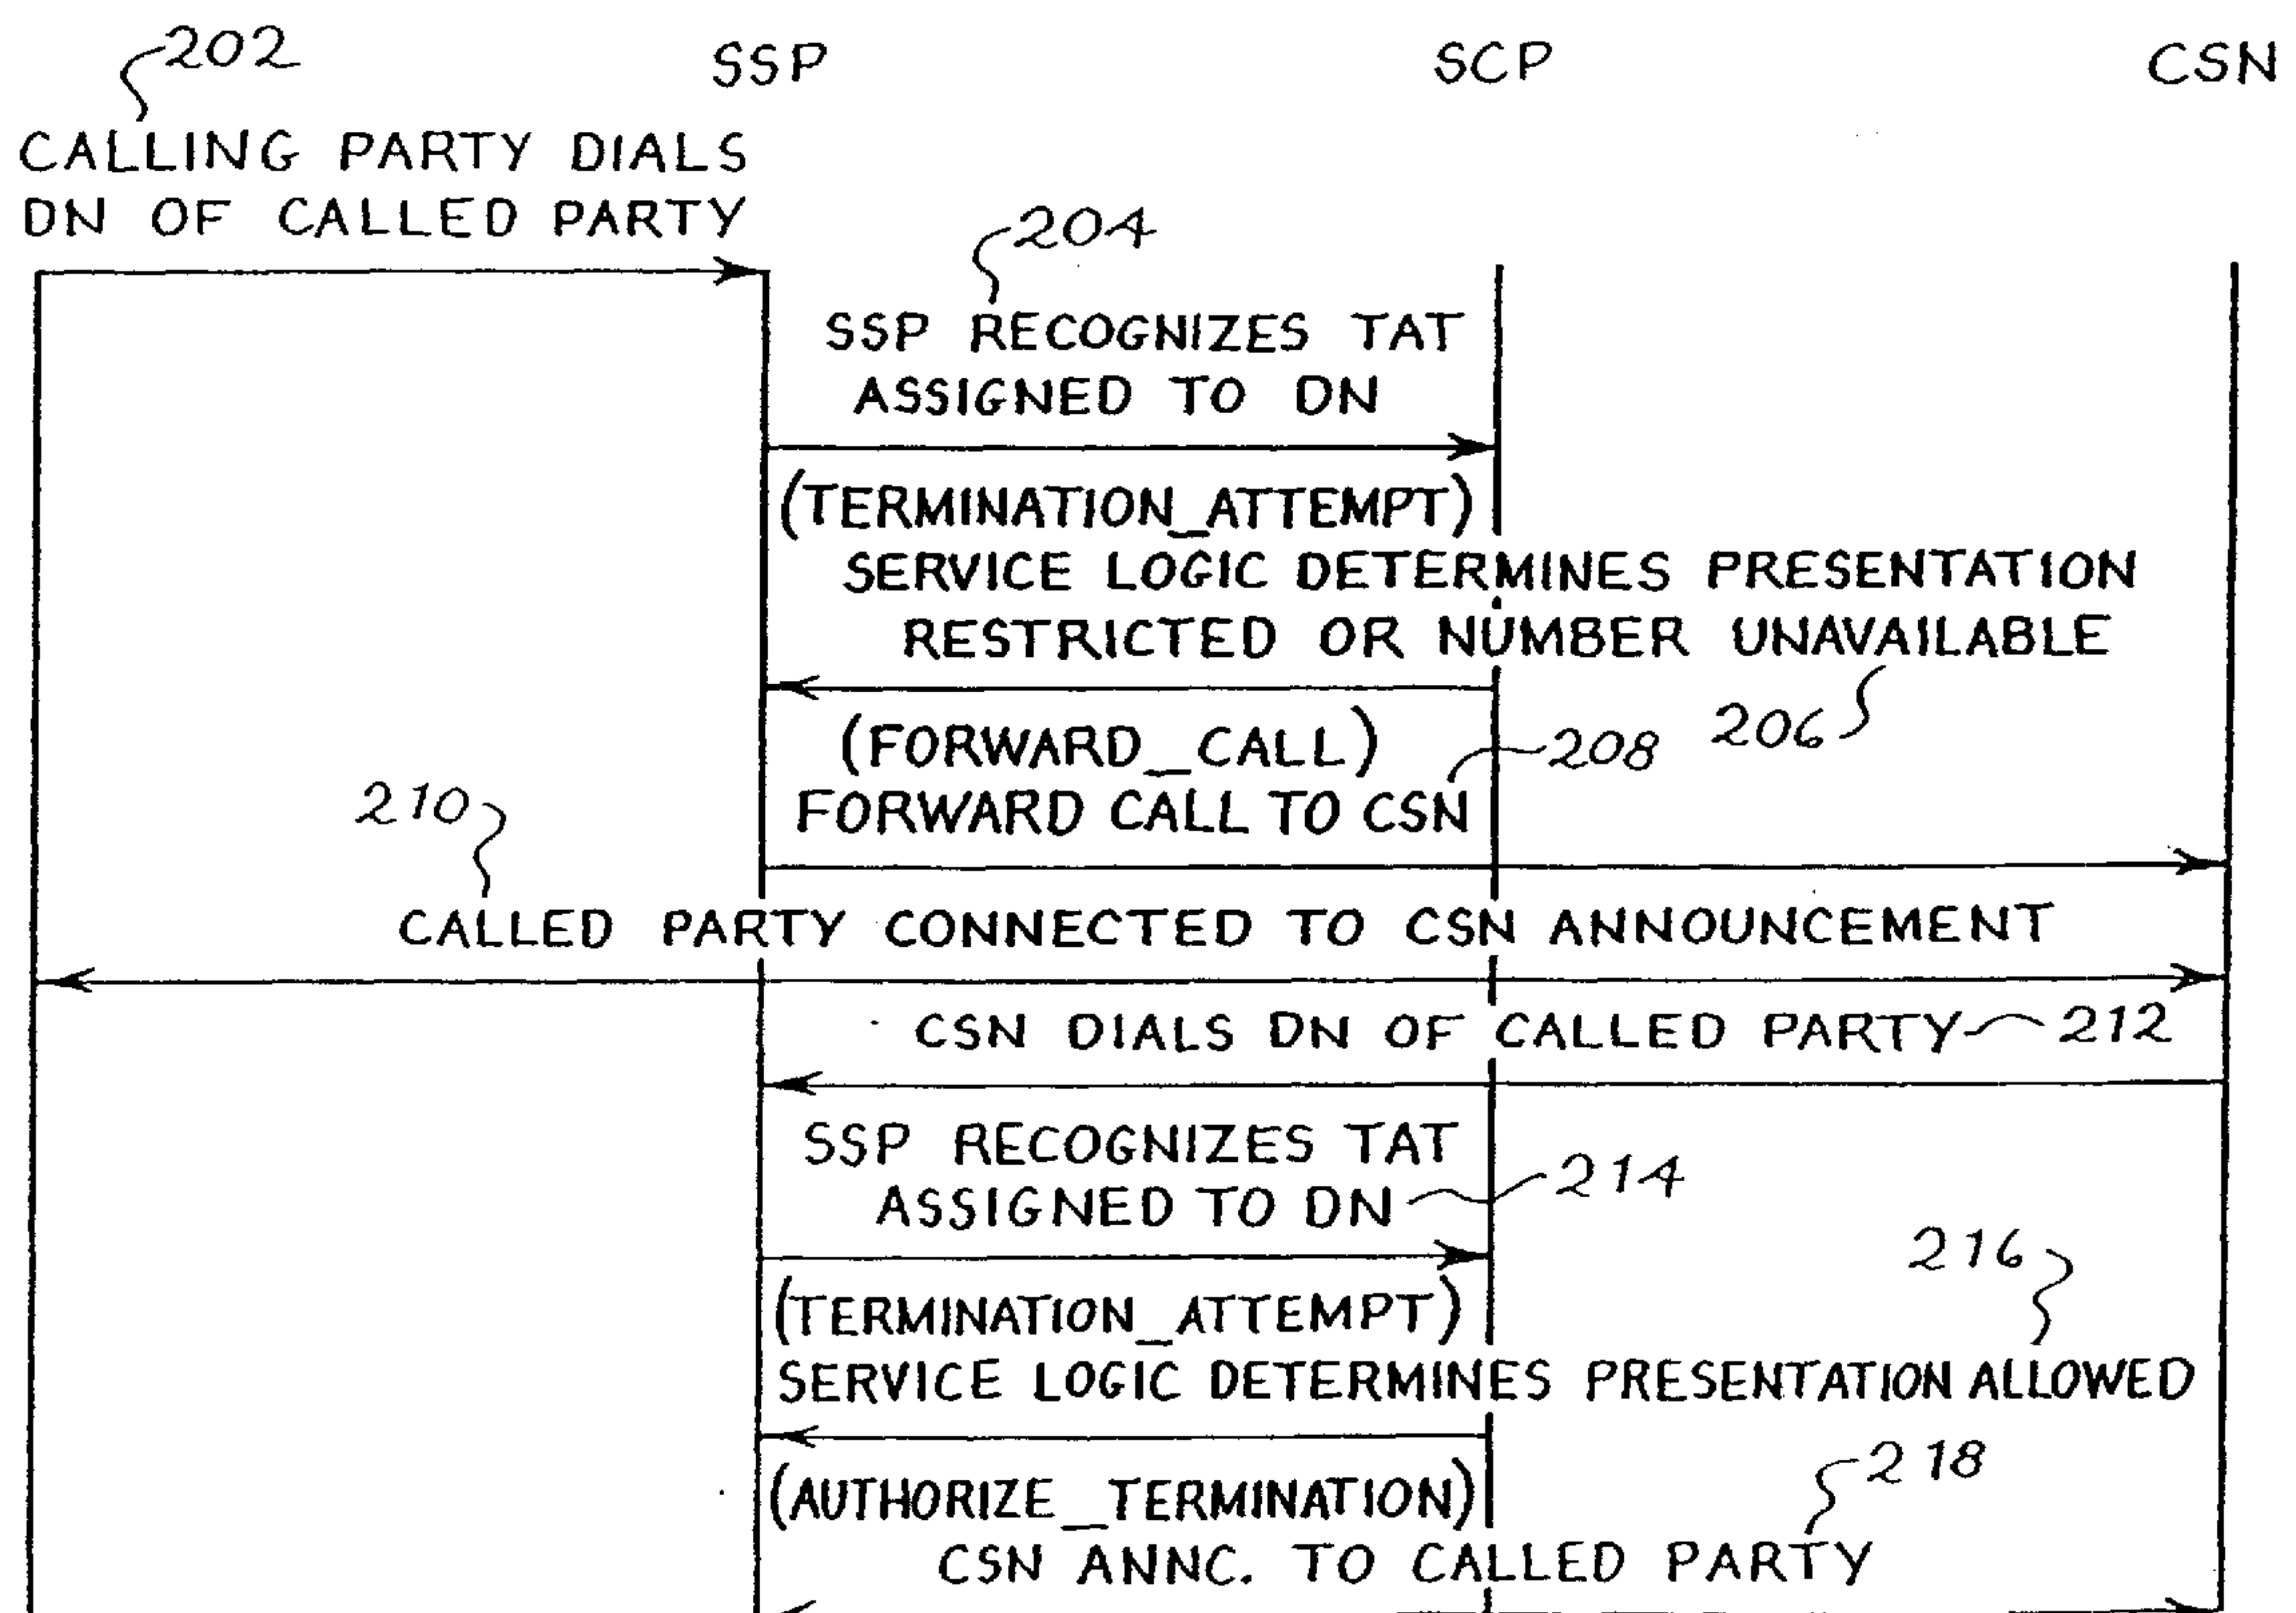 202 SSP SCP CSN
CALLING PARTY DIALS
DN OF CALLED PARTY
204
SSP RECOGNIZES TAT
ASSIGNED TO DN
(TERMINATION_ATTEMPT)
SERVICE LOGIC DETERMINES PRESENTATION
RESTRICTED OR NUMBER UNAVAILABLE
206
(FORWARD_CALL) 208
FORWARD CALL TO CSN
210
CALLED PARTY CONNECTED TO CSN ANNOUNCEMENT
CSN DIALS DN OF CALLED PARTY 212
SSP RECOGNIZES TAT
ASSIGNED TO DN 214
216
(TERMINATION_ATTEMPT)
SERVICE LOGIC DETERMINES PRESENTATION ALLOWED
218
(AUTHORIZE_TERMINATION)
CSN ANNC. TO CALLED PARTY